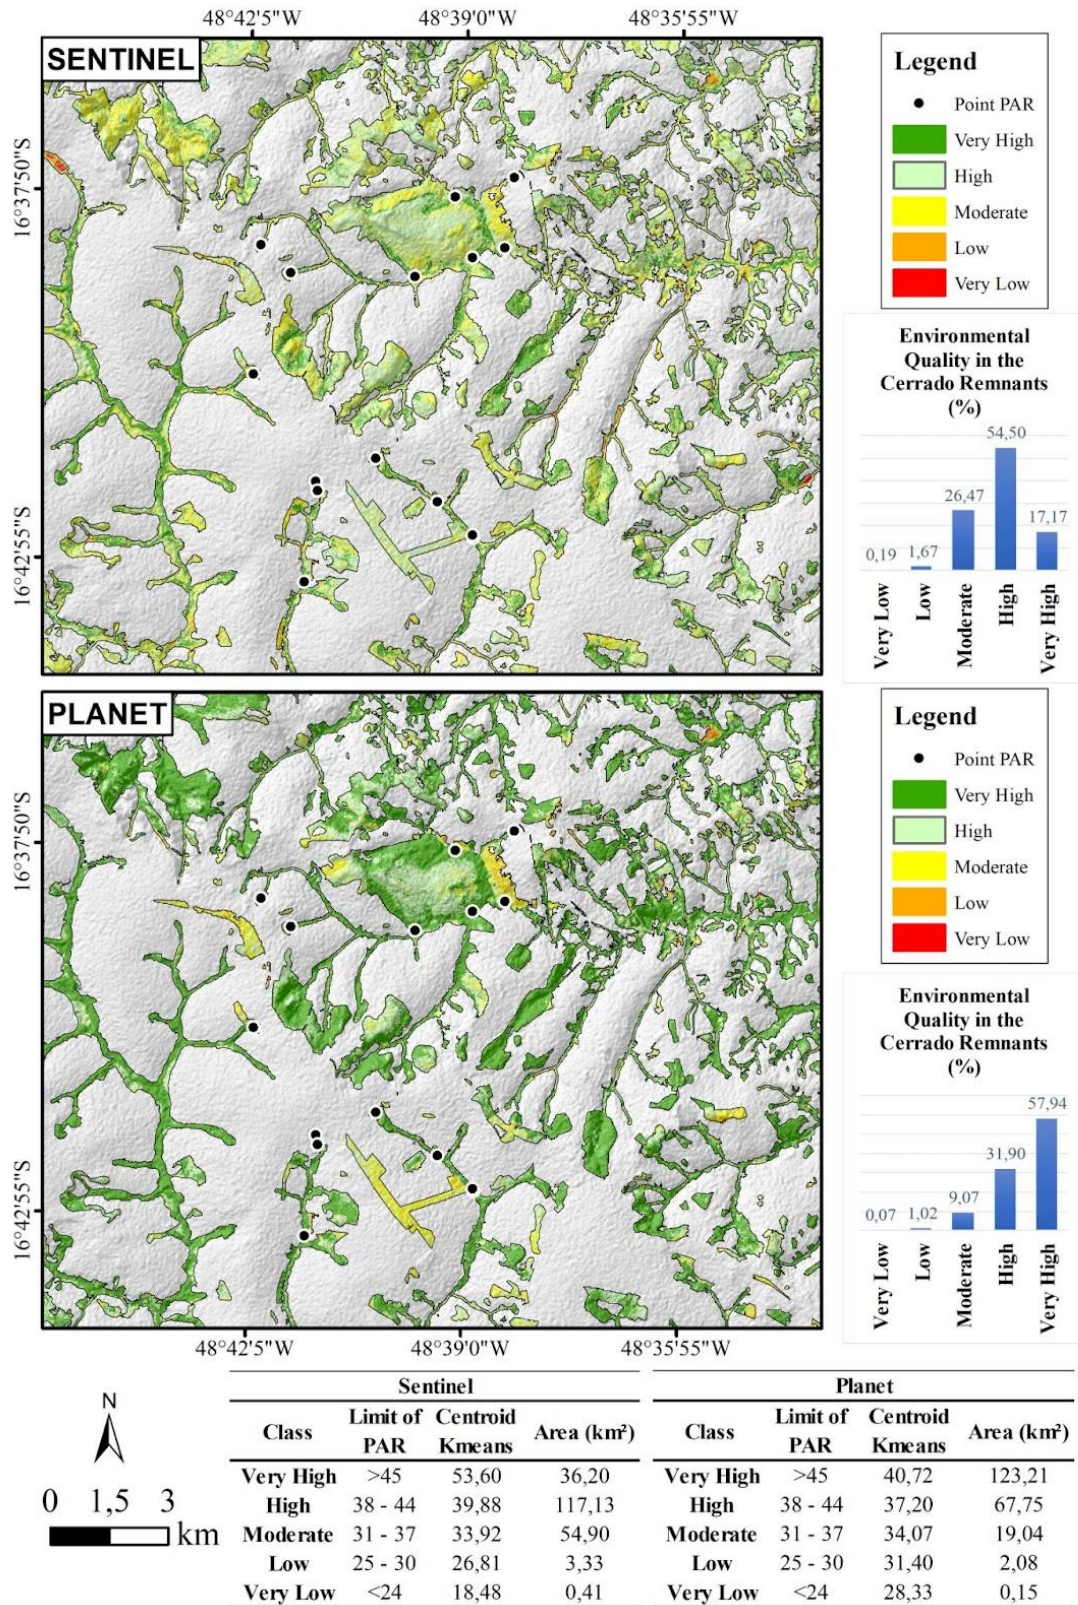 48°42'5"W 48°39'0"W 48°35'55"W
SENTINEL
16°37'50"S
16°42'55"S
Legend
Point PAR
Very High
High
Moderate
Low
Very Low
Environmental
Quality in the
Cerrado Remnants
(%)
0,19 1,67 26,47 54,50 17,17
Very Low Low Moderate High Very High
PLANET
16°37'50"S
16°42'55"S
Legend
Point PAR
Very High
High
Moderate
Low
Very Low
Environmental
Quality in the
Cerrado Remnants
(%)
0,07 1,02 9,07 31,90 57,94
Very Low Low Moderate High Very High
48°42'5"W 48°39'0"W 48°35'55"W
N
0 1,5 3
km
Sentinel
Class Limit of PAR Centroid Kmeans Area (km²)
Very High >45 53,60 36,20
High 38 - 44 39,88 117,13
Moderate 31 - 37 33,92 54,90
Low 25 - 30 26,81 3,33
Very Low <24 18,48 0,41
Planet
Class Limit of PAR Centroid Kmeans Area (km²)
Very High >45 40,72 123,21
High 38 - 44 37,20 67,75
Moderate 31 - 37 34,07 19,04
Low 25 - 30 31,40 2,08
Very Low <24 28,33 0,15